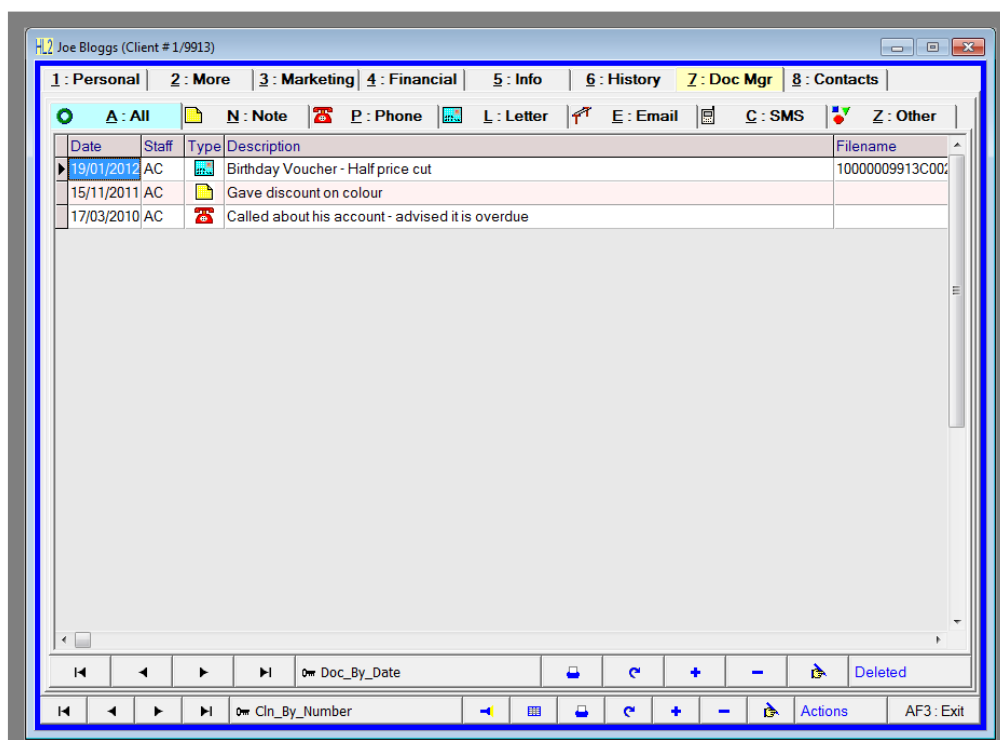 HL2 Joe Bloggs (Client # 1/9913)
1 : Personal 2 : More 3 : Marketing 4 : Financial 5 : Info 6 : History 7 : Doc Mgr 8 : Contacts
A : All N : Note P : Phone L : Letter E : Email C : SMS Z : Other
Date Staff Type Description Filename
19/01/2012 AC Birthday Voucher - Half price cut 10000009913C002
15/11/2011 AC Gave discount on colour
17/03/2010 AC Called about his account - advised it is overdue
Doc_By_Date Deleted
Cln_By_Number Actions AF3 : Exit